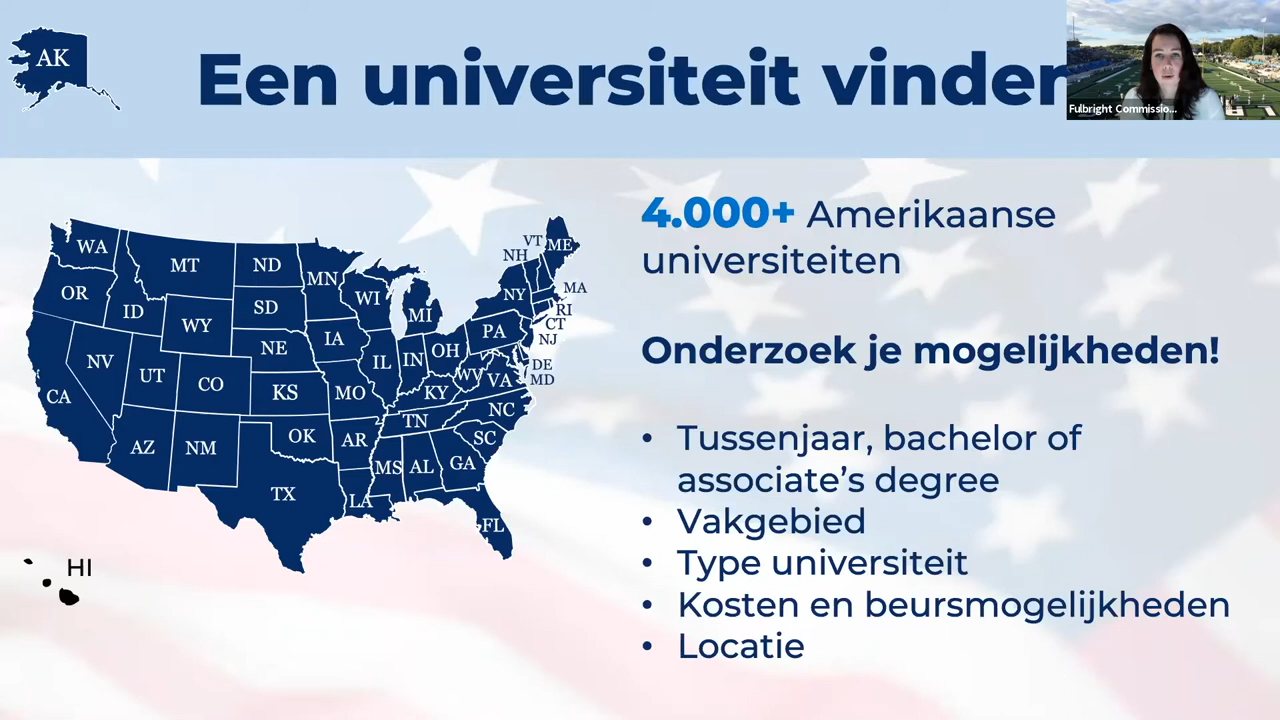 AK
Een universiteit vinden
Fulbright Commissio...
4.000+ Amerikaanse
universiteiten
Onderzoek je mogelijkheden!
• Tussenjaar, bachelor of
associate's degree
• Vakgebied
• Type universiteit
• Kosten en beursmogelijkheden
• Locatie
WA
MT
ND
MN
VT
ME
NH
OR
ID
SD
WI
MI
NY
MA
RI
CT
NJ
WY
IA
NE
PA
NV
UT
CO
KS
MO
IL
IN
OH
WV
VA
DE
MD
CA
KY
NC
AZ
NM
OK
AR
TN
SC
MS
AL
GA
TX
LA
FL
HI